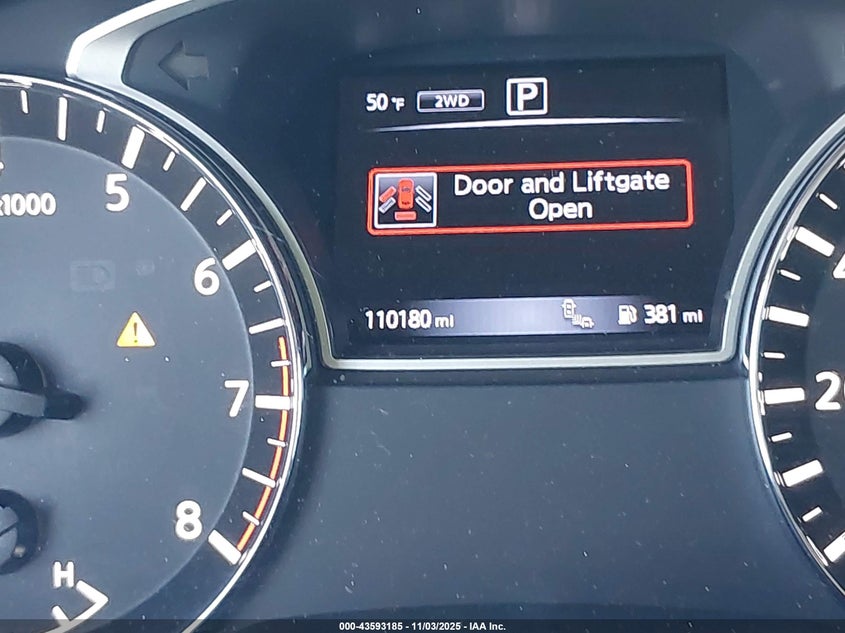 50 °F 2WD P
Door and Liftgate
Open
110180 mi 381 mi
x1000
5
6
7
8
H
000-43593185 - 11/03/2025 - IAA Inc.